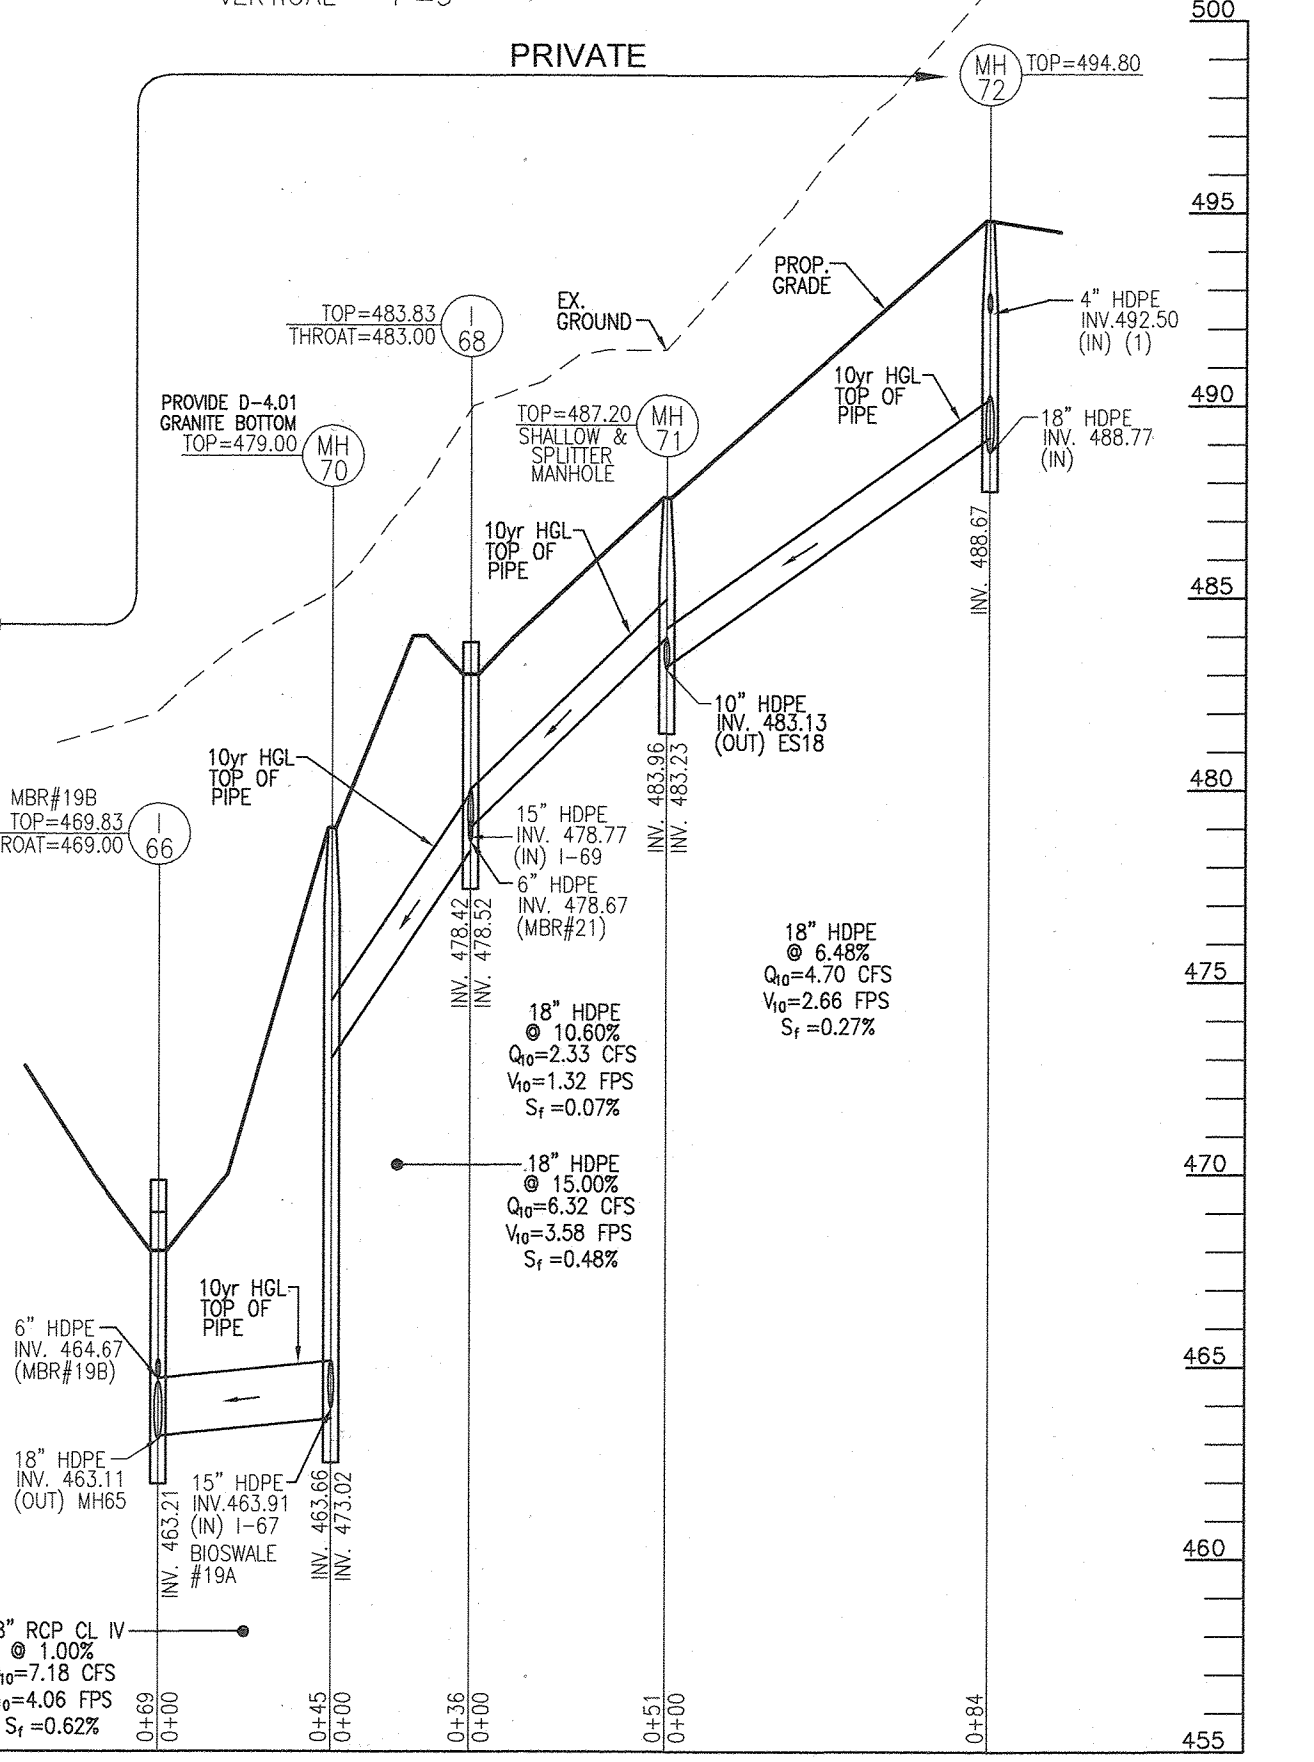 500
PRIVATE
MH
72
TOP=494.80
495
PROP.
GRADE
4" HDPE
INV.492.50
(IN) (1)
EX.
GROUND
TOP=483.83
THROAT=483.00
I
68
10yr HGL
TOP OF
PIPE
490
18" HDPE
INV. 488.77
(IN)
PROVIDE D-4.01
GRANITE BOTTOM
TOP=479.00
MH
70
TOP=487.20
SHALLOW &
SPLITTER
MANHOLE
MH
71
INV. 488.67
10yr HGL
TOP OF
PIPE
485
10" HDPE
INV. 483.13
(OUT) ES18
INV. 483.96
INV. 483.23
10yr HGL
TOP OF
PIPE
480
MBR#19B
TOP=469.83
ROAT=469.00
I
66
15" HDPE
INV. 478.77
(IN) I-69
6" HDPE
INV. 478.67
(MBR#21)
INV. 478.42
INV. 478.52
18" HDPE
@ 6.48%
Q10=4.70 CFS
V10=2.66 FPS
Sf =0.27%
475
18" HDPE
@ 10.60%
Q10=2.33 CFS
V10=1.32 FPS
Sf =0.07%
18" HDPE
@ 15.00%
Q10=6.32 CFS
V10=3.58 FPS
Sf =0.48%
470
10yr HGL
TOP OF
PIPE
6" HDPE
INV. 464.67
(MBR#19B)
465
18" HDPE
INV. 463.11
(OUT) MH65
INV. 463.21
15" HDPE
INV.463.91
(IN) I-67
BIOSWALE
#19A
INV. 463.66
INV. 473.02
460
8" RCP CL IV
@ 1.00%
10=7.18 CFS
0=4.06 FPS
Sf =0.62%
0+69
0+00
0+45
0+00
0+36
0+00
0+51
0+00
0+84
455